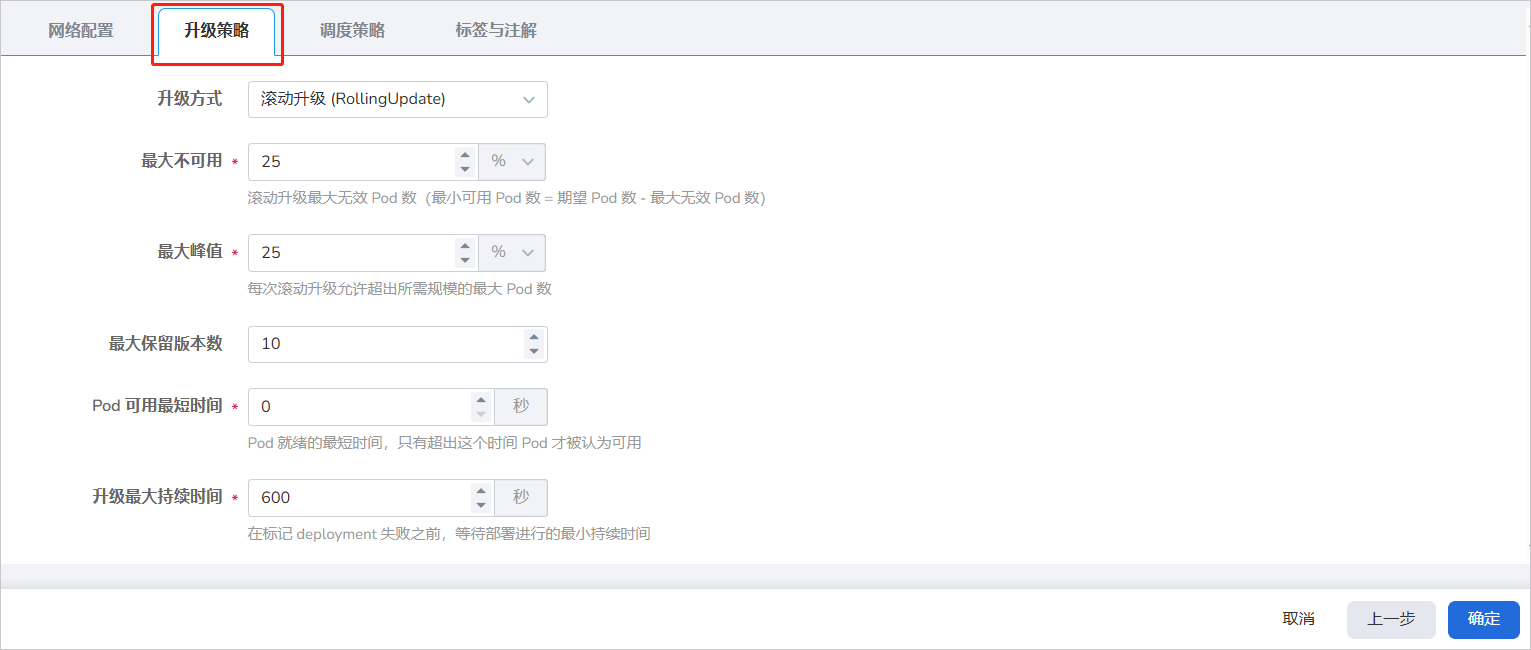 网络配置 升级策略 调度策略 标签与注解
升级方式 滚动升级 (RollingUpdate)
最大不可用 * 25 %
滚动升级最大无效 Pod 数（最小可用 Pod 数 = 期望 Pod 数 - 最大无效 Pod 数）
最大峰值 * 25 %
每次滚动升级允许超出所需规模的最大 Pod 数
最大保留版本数 10
Pod 可用最短时间 * 0 秒
Pod 就绪的最短时间，只有超出这个时间 Pod 才被认为可用
升级最大持续时间 * 600 秒
在标记 deployment 失败之前，等待部署进行的最小持续时间
取消 上一步 确定